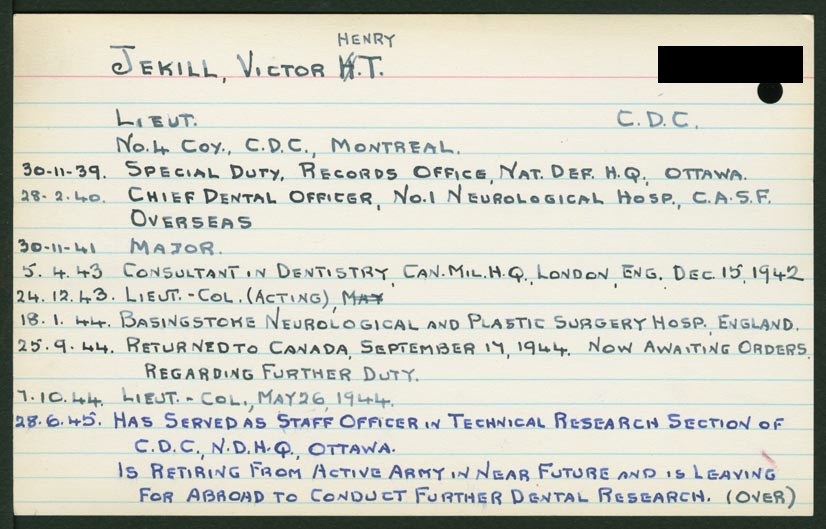 HENRY
JEKILL, VICTOR H.T.
LIEUT. C.D.C.
No.4 COY., C.D.C., MONTREAL.
30-11-39. SPECIAL DUTY, RECORDS OFFICE, NAT. DEF. H.Q., OTTAWA.
28-2.40. CHIEF DENTAL OFFICER, No.1 NEUROLOGICAL HOSP., C.A.S.F.
OVERSEAS
30-11-41 MAJOR.
5.4.43 CONSULTANT IN DENTISTRY, CAN. MIL. H.Q., LONDON, ENG. DEC. 15, 1942
24.12.43. LIEUT.-COL. (ACTING), MAY
18.1.44. BASINGSTOKE NEUROLOGICAL AND PLASTIC SURGERY HOSP., ENGLAND.
25.9.44. RETURNED TO CANADA, SEPTEMBER 17, 1944. NOW AWAITING ORDERS
REGARDING FURTHER DUTY.
7.10.44. LIEUT.-COL., MAY 26, 1944.
28.6.45. HAS SERVED AS STAFF OFFICER IN TECHNICAL RESEARCH SECTION OF
C.D.C., N.D.H.Q., OTTAWA.
IS RETIRING FROM ACTIVE ARMY IN NEAR FUTURE AND IS LEAVING
FOR ABROAD TO CONDUCT FURTHER DENTAL RESEARCH. (OVER)